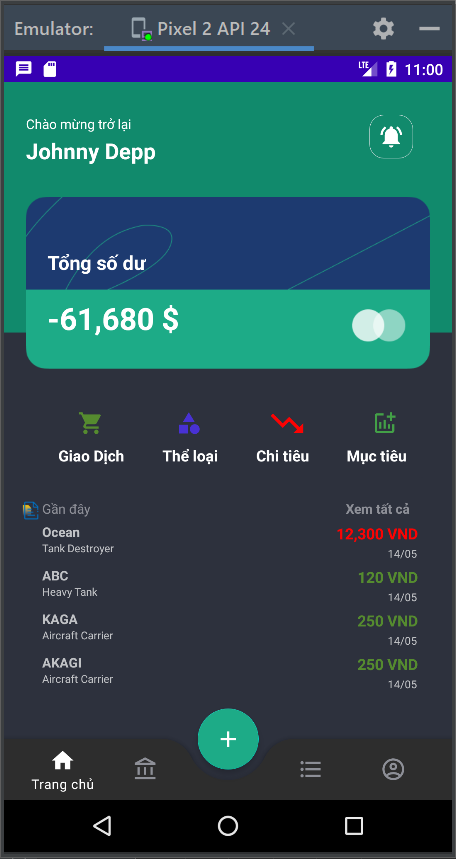 Emulator:
Pixel 2 API 24
LTE
11:00
Chào mừng trở lại
Johnny Depp
Tổng số dư
-61,680 $
Giao Dịch
Thể loại
Chi tiêu
Mục tiêu
Gần đây
Xem tất cả
Ocean
12,300 VND
Tank Destroyer
14/05
ABC
120 VND
Heavy Tank
14/05
KAGA
250 VND
Aircraft Carrier
14/05
AKAGI
250 VND
Aircraft Carrier
14/05
Trang chủ